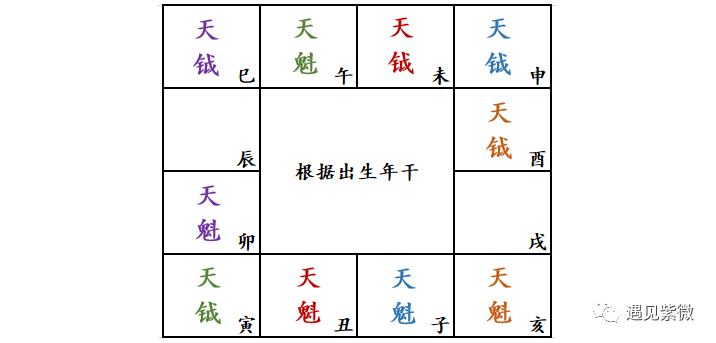 天钺 巳
天魁 午
天钺 未
天钺 申
辰
天钺 酉
根据出生年干
天魁 卯
戌
天钺 寅
天魁 丑
天魁 子
天魁 亥
遇见紫微